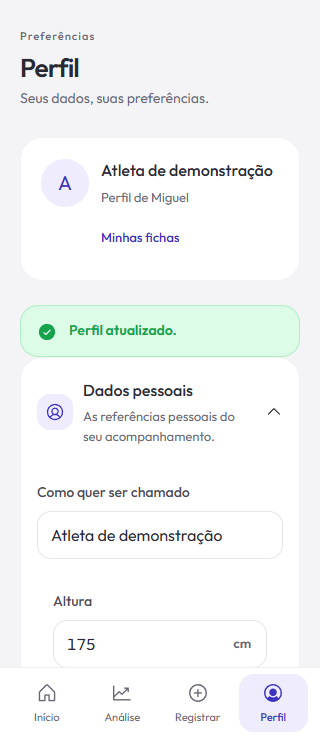 Preferências
Perfil
Seus dados, suas preferências.
A
Atleta de demonstração
Perfil de Miguel
Minhas fichas
Perfil atualizado.
Dados pessoais
As referências pessoais do
seu acompanhamento.
Como quer ser chamado
Atleta de demonstração
Altura
175
cm
Início
Análise
Registrar
Perfil